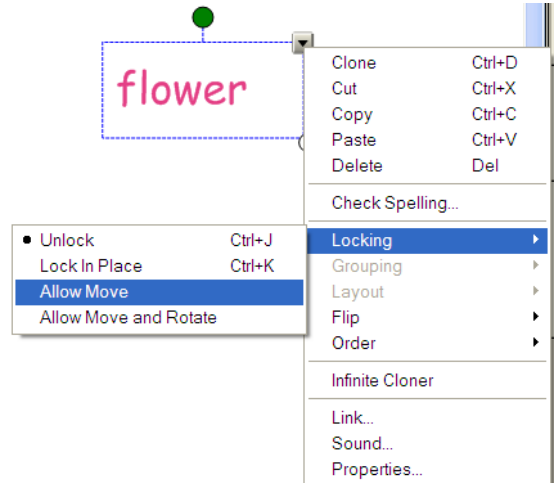 flower
Clone Ctrl+D
Cut Ctrl+X
Copy Ctrl+C
Paste Ctrl+V
Delete Del
Check Spelling...
Locking
Grouping
Layout
Flip
Order
Infinite Cloner
Link...
Sound...
Properties...
Unlock Ctrl+J
Lock In Place Ctrl+K
Allow Move
Allow Move and Rotate